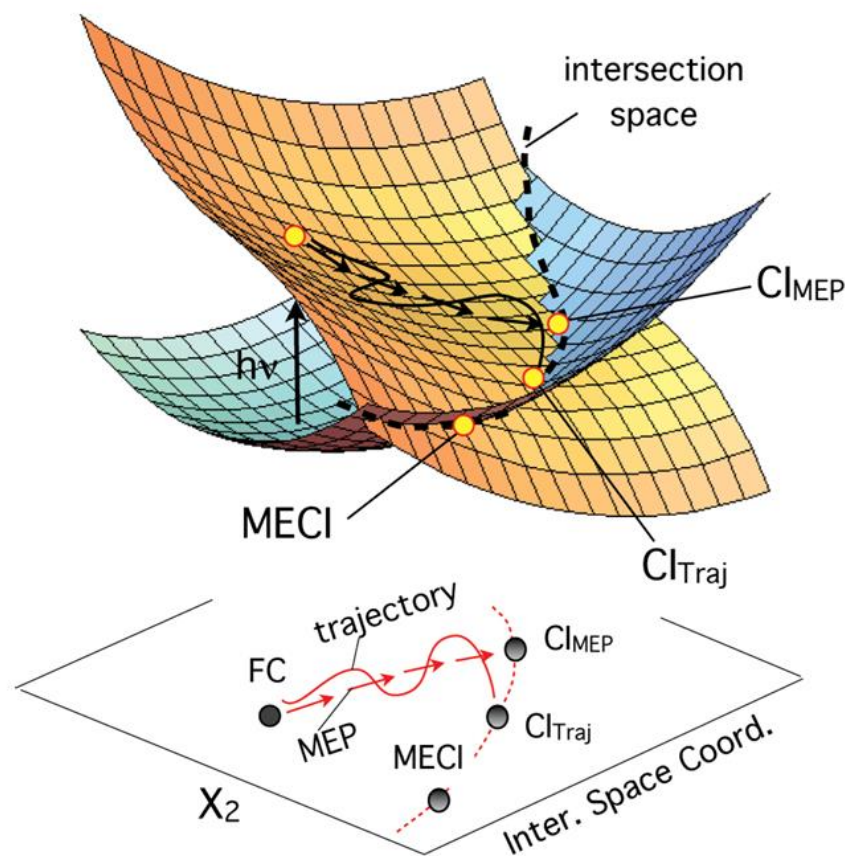 intersection
space
CIMEP
hν
MECI
CITraj
trajectory
FC
CIMEP
MEP
CITraj
MECI
X2
Inter. Space Coord.